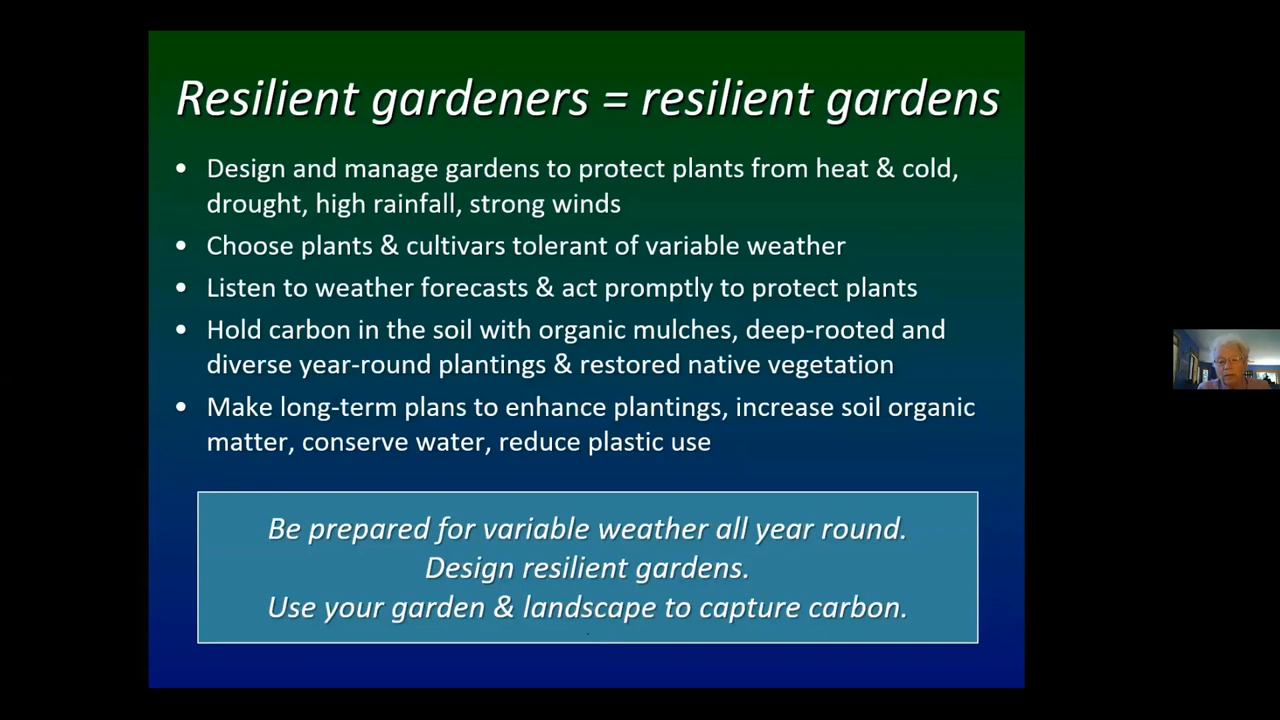 Resilient gardeners = resilient gardens
• Design and manage gardens to protect plants from heat & cold,
drought, high rainfall, strong winds
• Choose plants & cultivars tolerant of variable weather
• Listen to weather forecasts & act promptly to protect plants
• Hold carbon in the soil with organic mulches, deep-rooted and
diverse year-round plantings & restored native vegetation
• Make long-term plans to enhance plantings, increase soil organic
matter, conserve water, reduce plastic use
Be prepared for variable weather all year round.
Design resilient gardens.
Use your garden & landscape to capture carbon.